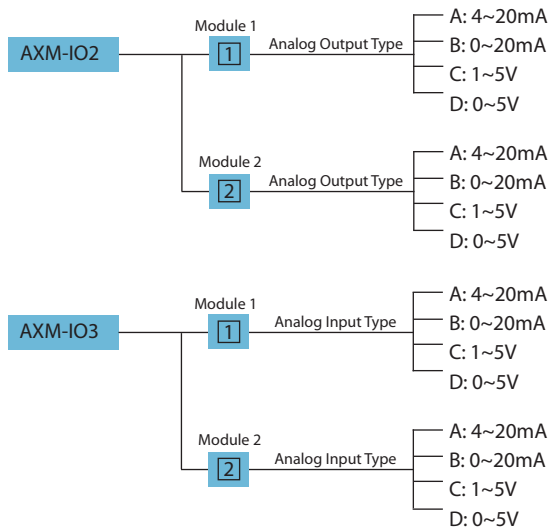 AXM-IO2
Module 1
1
Analog Output Type
A: 4~20mA
B: 0~20mA
C: 1~5V
D: 0~5V
Module 2
2
Analog Output Type
A: 4~20mA
B: 0~20mA
C: 1~5V
D: 0~5V
AXM-IO3
Module 1
1
Analog Input Type
A: 4~20mA
B: 0~20mA
C: 1~5V
D: 0~5V
Module 2
2
Analog Input Type
A: 4~20mA
B: 0~20mA
C: 1~5V
D: 0~5V